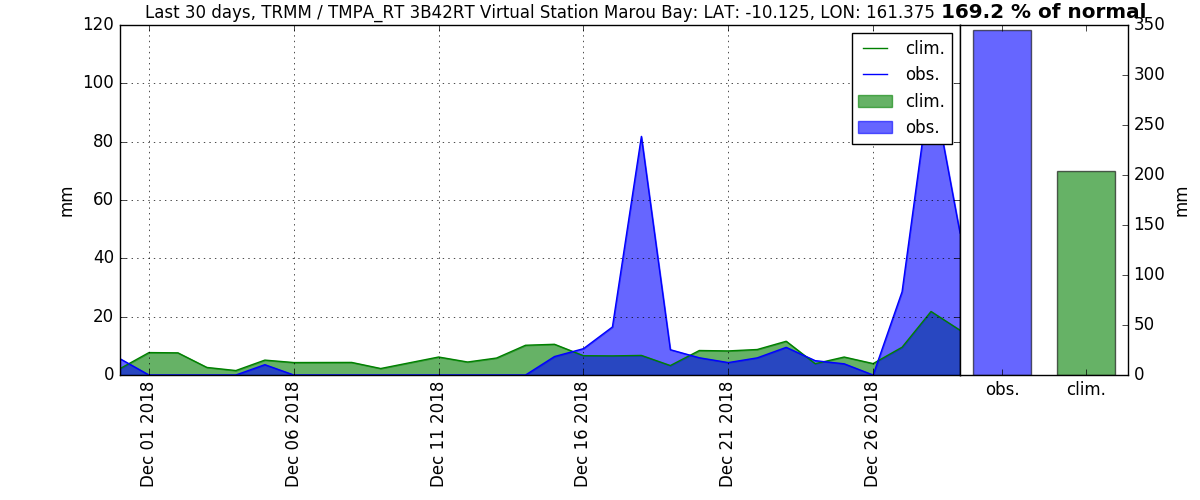 Last 30 days, TRMM / TMPA_RT 3B42RT Virtual Station Marou Bay: LAT: -10.125, LON: 161.375 169.2 % of normal
120
100
80
60
40
20
0
mm
clim.
obs.
clim.
obs.
Dec 01 2018
Dec 06 2018
Dec 11 2018
Dec 16 2018
Dec 21 2018
Dec 26 2018
350
300
250
200
150
100
50
0
mm
obs. clim.